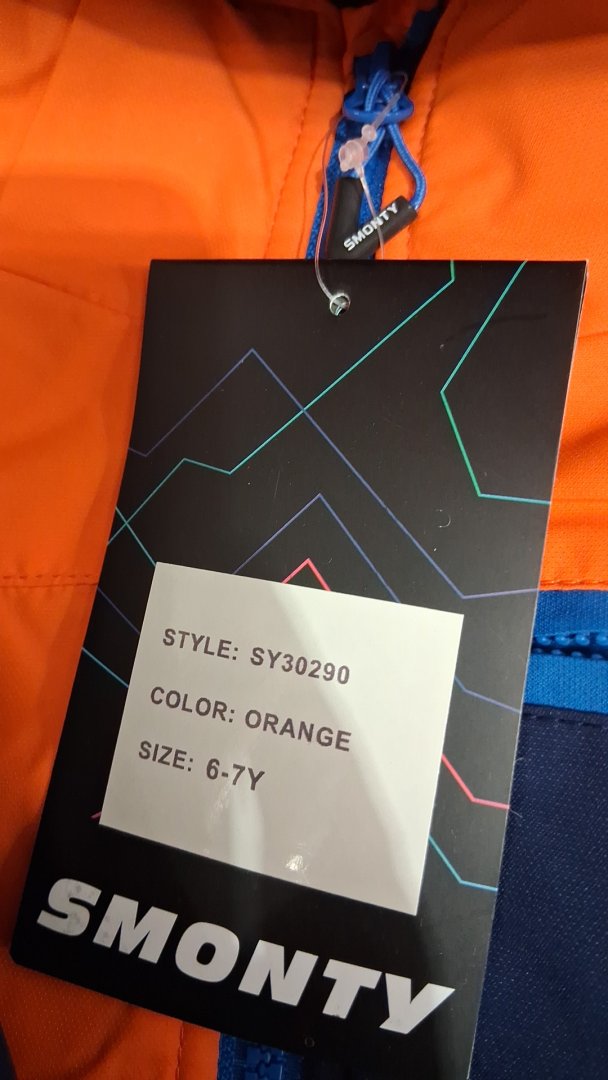 SMONTY
STYLE: SY30290
COLOR: ORANGE
SIZE: 6-7Y
SMONTY